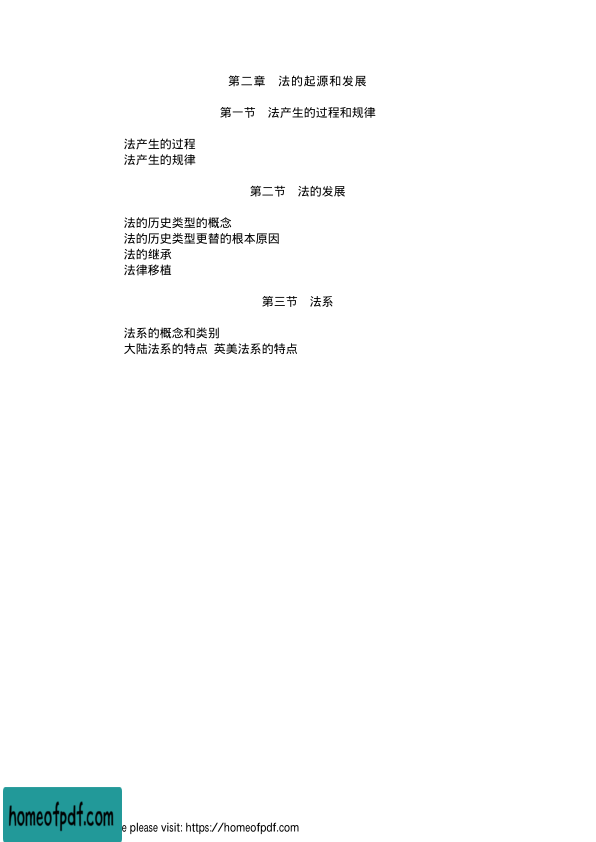 第二章　法的起源和发展
第一节　法产生的过程和规律
法产生的过程
法产生的规律
第二节　法的发展
法的历史类型的概念
法的历史类型更替的根本原因
法的继承
法律移植
第三节　法系
法系的概念和类别
大陆法系的特点 英美法系的特点
homeofpdf.com
please visit: https://homeofpdf.com